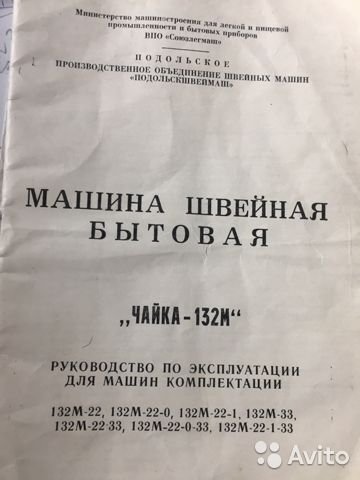 Министерство машиностроения для легкой и пищевой
промышленности и бытовых приборов
ВПО «Союзлегмаш»
ПОДОЛЬСКОЕ
ПРОИЗВОДСТВЕННОЕ ОБЪЕДИНЕНИЕ ШВЕЙНЫХ МАШИН
«ПОДОЛЬСКШВЕЙМАШ»
МАШИНА ШВЕЙНАЯ
БЫТОВАЯ
„ЧАЙКА-132М"
РУКОВОДСТВО ПО ЭКСПЛУАТАЦИИ
ДЛЯ МАШИН КОМПЛЕКТАЦИИ
132М-22, 132М-22-0, 132М-22-1, 132М-33,
132М-22-33, 132М-22-0-33, 132М-22-1-33
Avito